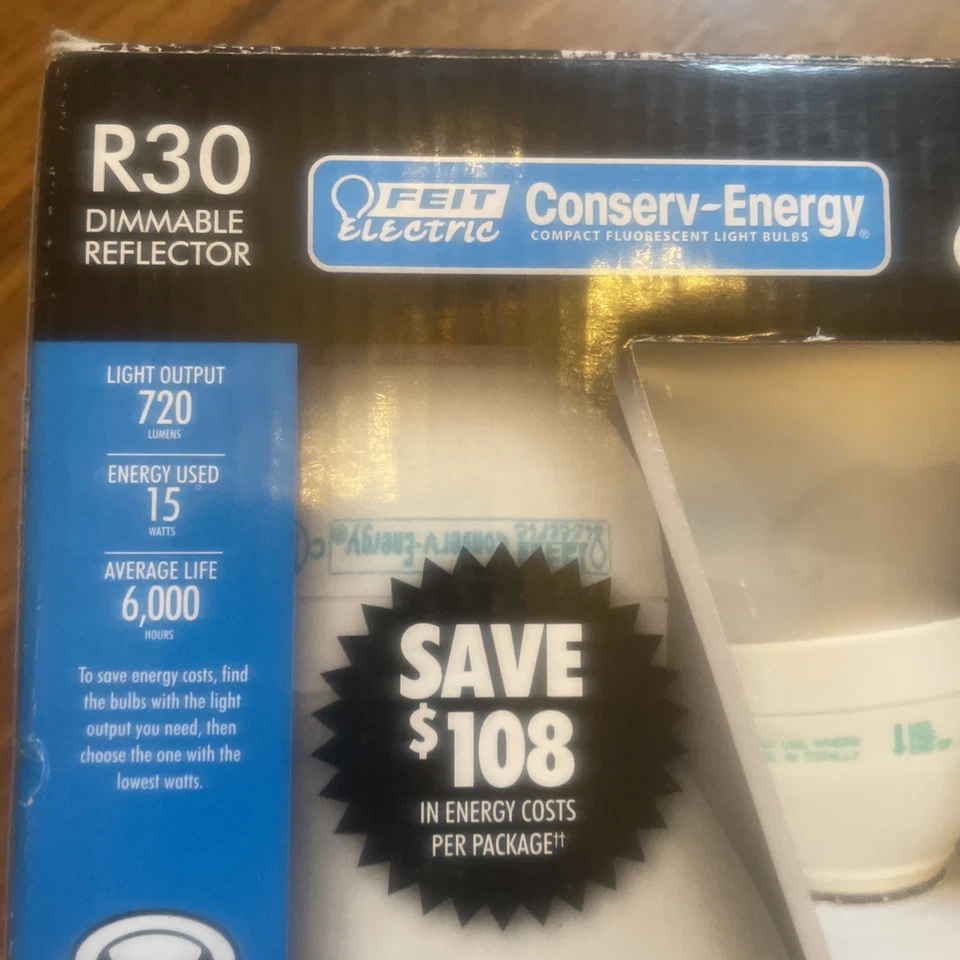 R30
DIMMABLE
REFLECTOR
FEIT
Electric
Conserv-Energy®
COMPACT FLUORESCENT LIGHT BULBS
LIGHT OUTPUT
720
LUMENS
ENERGY USED
15
WATTS
AVERAGE LIFE
6,000
HOURS
To save energy costs, find
the bulbs with the light
output you need, then
choose the one with the
lowest watts.
Conserv-Energy®
SAVE
$108
IN ENERGY COSTS
PER PACKAGE††